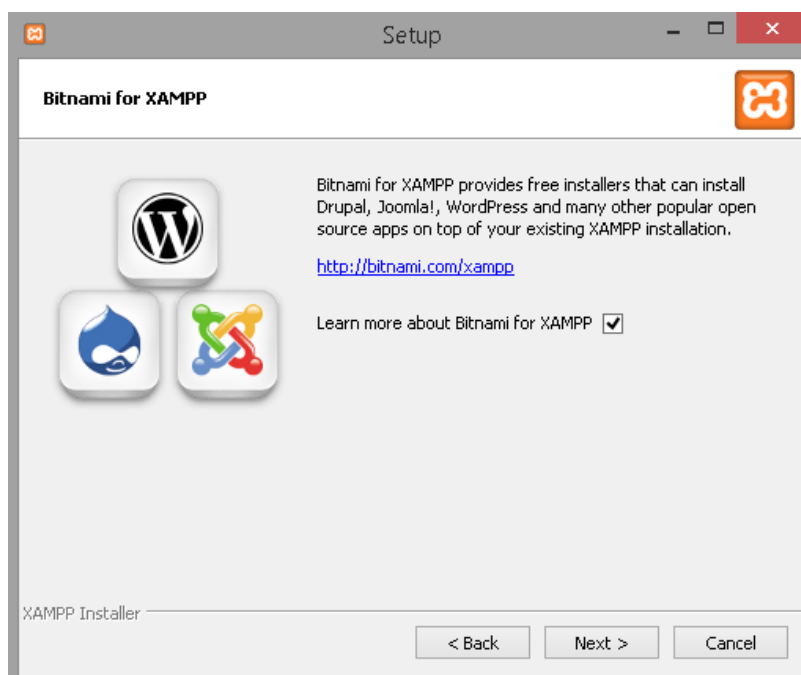 Setup
Bitnami for XAMPP
Bitnami for XAMPP provides free installers that can install
Drupal, Joomla!, WordPress and many other popular open
source apps on top of your existing XAMPP installation.
http://bitnami.com/xampp
Learn more about Bitnami for XAMPP
XAMPP Installer
< Back Next > Cancel